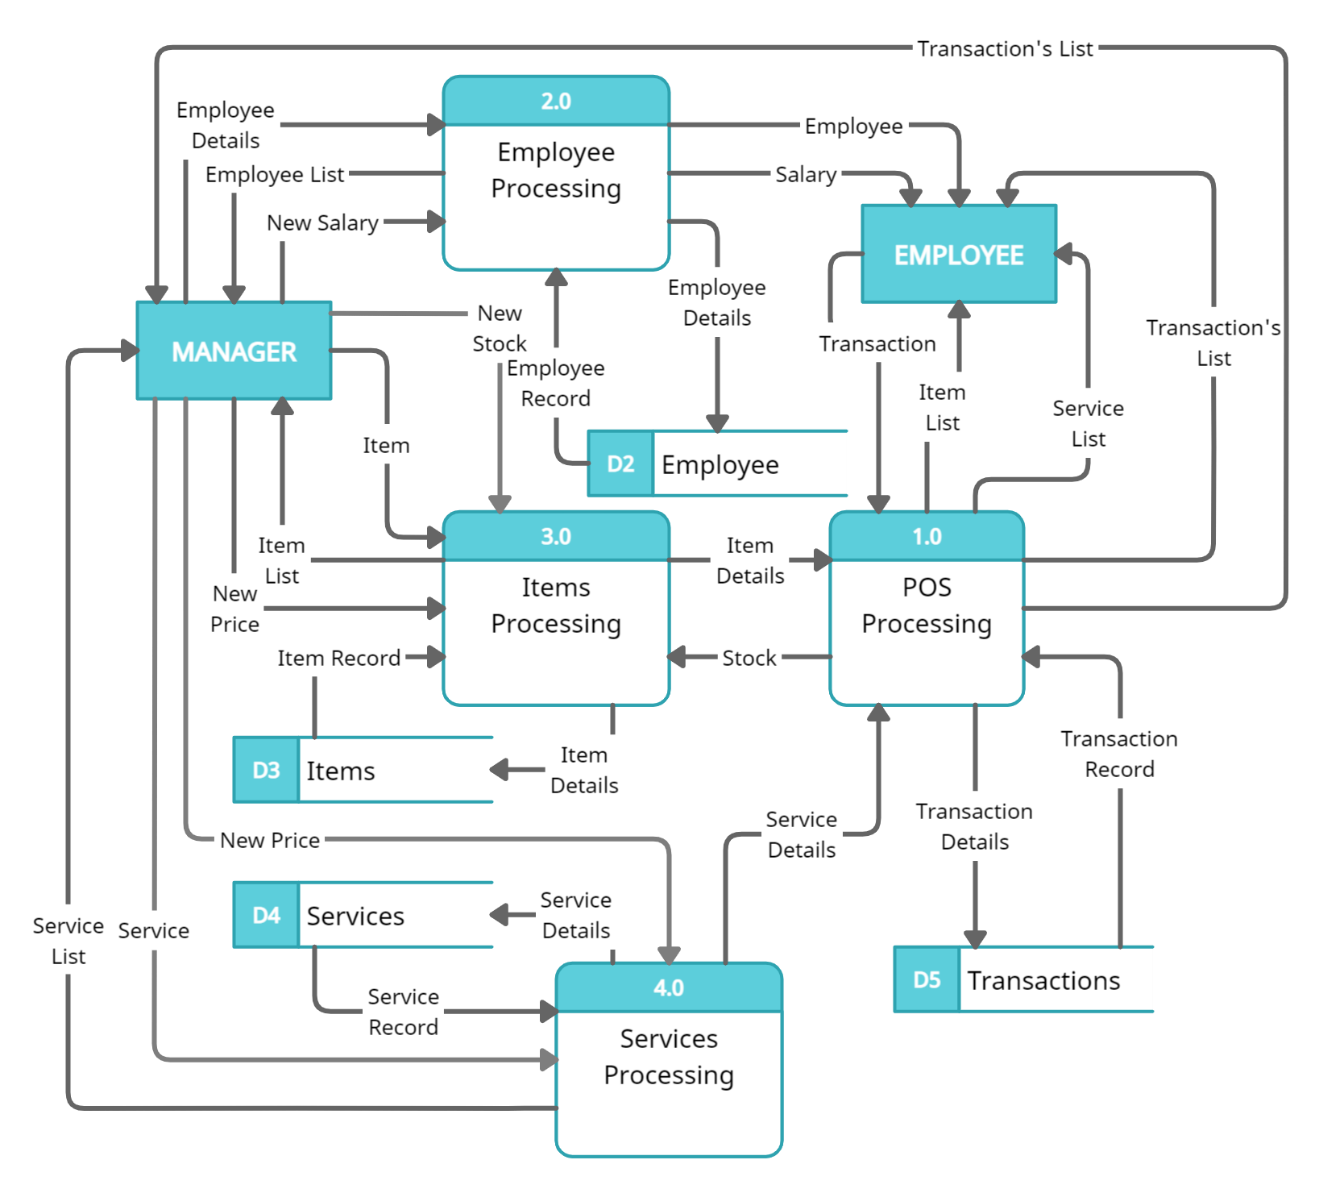 Transaction's List
2.0
Employee
Details
Employee
Employee
Processing
Employee List
Salary
New Salary
EMPLOYEE
Employee
Details
New
Stock
MANAGER
Transaction's
List
Transaction
Employee
Record
Item
List
Service
List
Item
D2
Employee
3.0
1.0
Item
List
Item
Details
Items
Processing
POS
Processing
New
Price
Item Record
Stock
Transaction
Record
D3
Items
Item
Details
Transaction
Details
Service
Details
New Price
D4
Services
Service
Details
Service
List
Service
D5
Transactions
4.0
Service
Record
Services
Processing